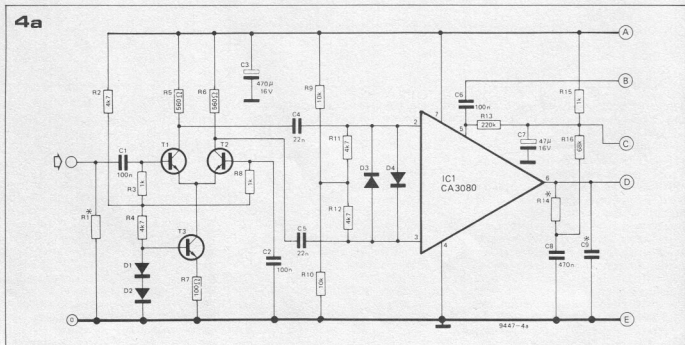 4a
A
B
C
D
E
0
R1
*
C1
100n
R2
4k7
R3
1k
R4
4k7
D1
D2
T1
T2
T3
R5
560Ω
R6
560Ω
R7
100Ω
R8
1k
C2
100n
C3
470µ
16V
C4
22n
C5
22n
R9
10k
R10
10k
R11
4k7
R12
4k7
D3
D4
2
3
4
5
6
7
IC1
CA3080
C6
100n
R13
220k
C7
47µ
16V
R15
1k
R16
68k
R14
*
C8
470n
C9
*
9447-4a